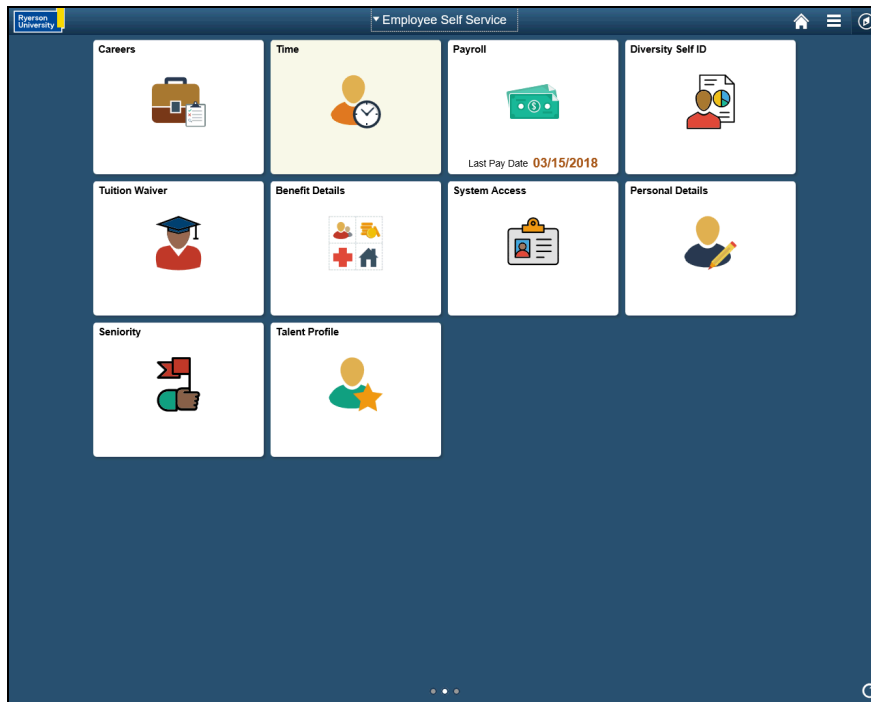 Ryerson
University
Employee Self Service
Careers
Time
Payroll
Diversity Self ID
Last Pay Date 03/15/2018
Tuition Waiver
Benefit Details
System Access
Personal Details
Seniority
Talent Profile